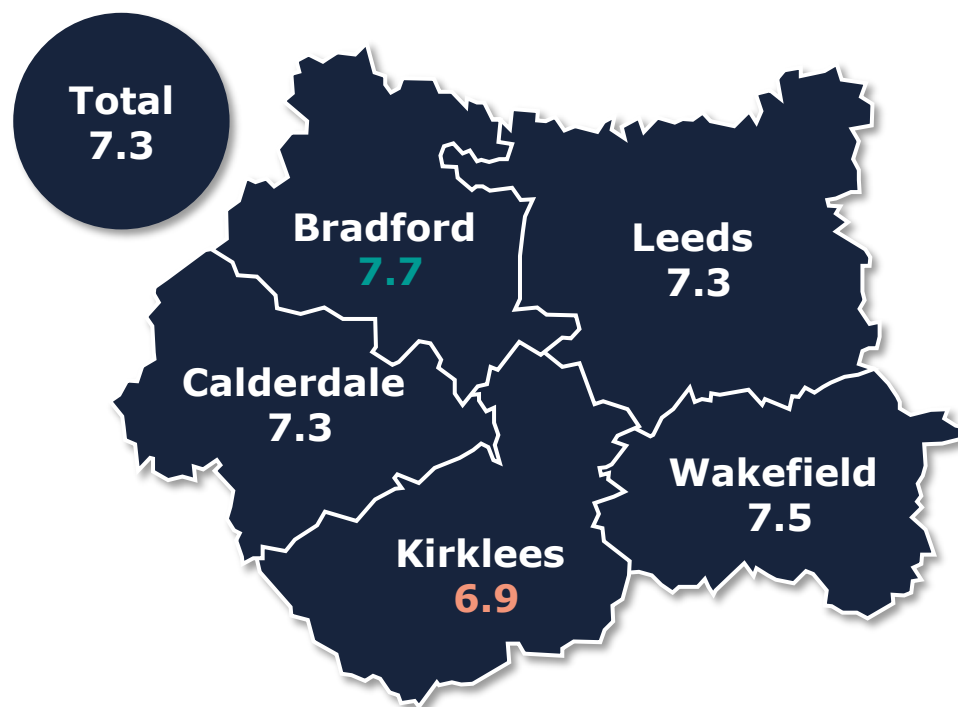 Total
7.3
Bradford
7.7
Leeds
7.3
Calderdale
7.3
Wakefield
7.5
Kirklees
6.9